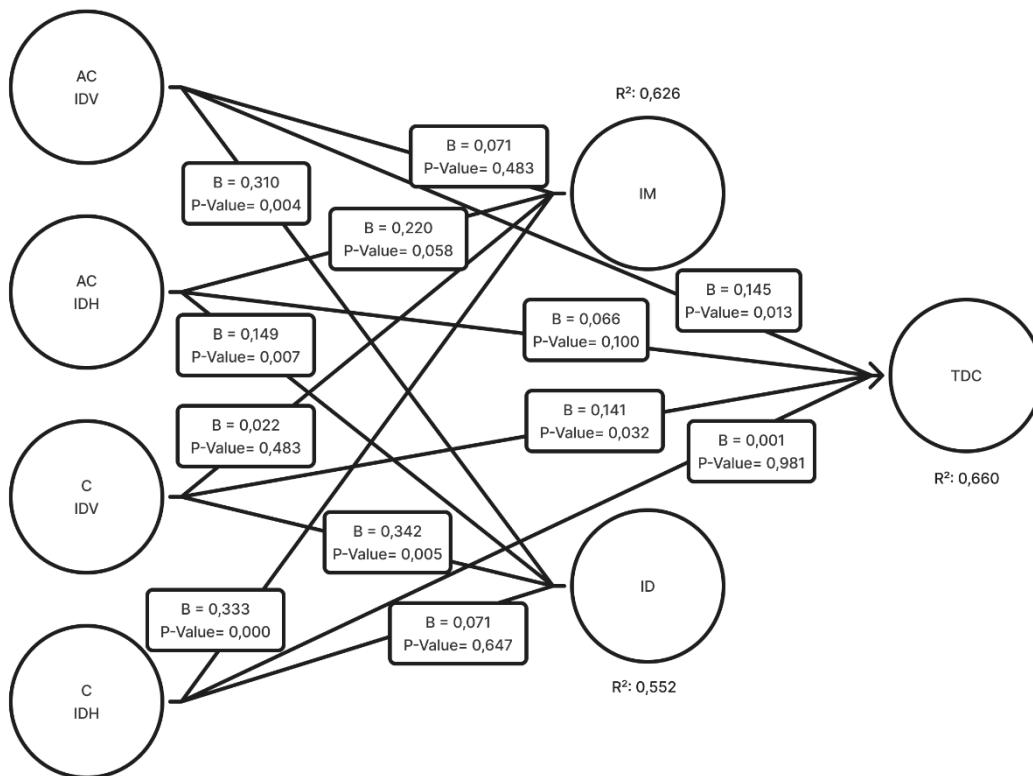 AC
IDV
R²: 0,626
B = 0,071
P-Value= 0,483
IM
B = 0,310
P-Value= 0,004
B = 0,220
P-Value= 0,058
AC
IDH
B = 0,145
P-Value= 0,013
B = 0,149
P-Value= 0,007
B = 0,066
P-Value= 0,100
TDC
R²: 0,660
B = 0,022
P-Value= 0,483
B = 0,141
P-Value= 0,032
B = 0,001
P-Value= 0,981
C
IDV
B = 0,342
P-Value= 0,005
ID
R²: 0,552
B = 0,333
P-Value= 0,000
B = 0,071
P-Value= 0,647
C
IDH